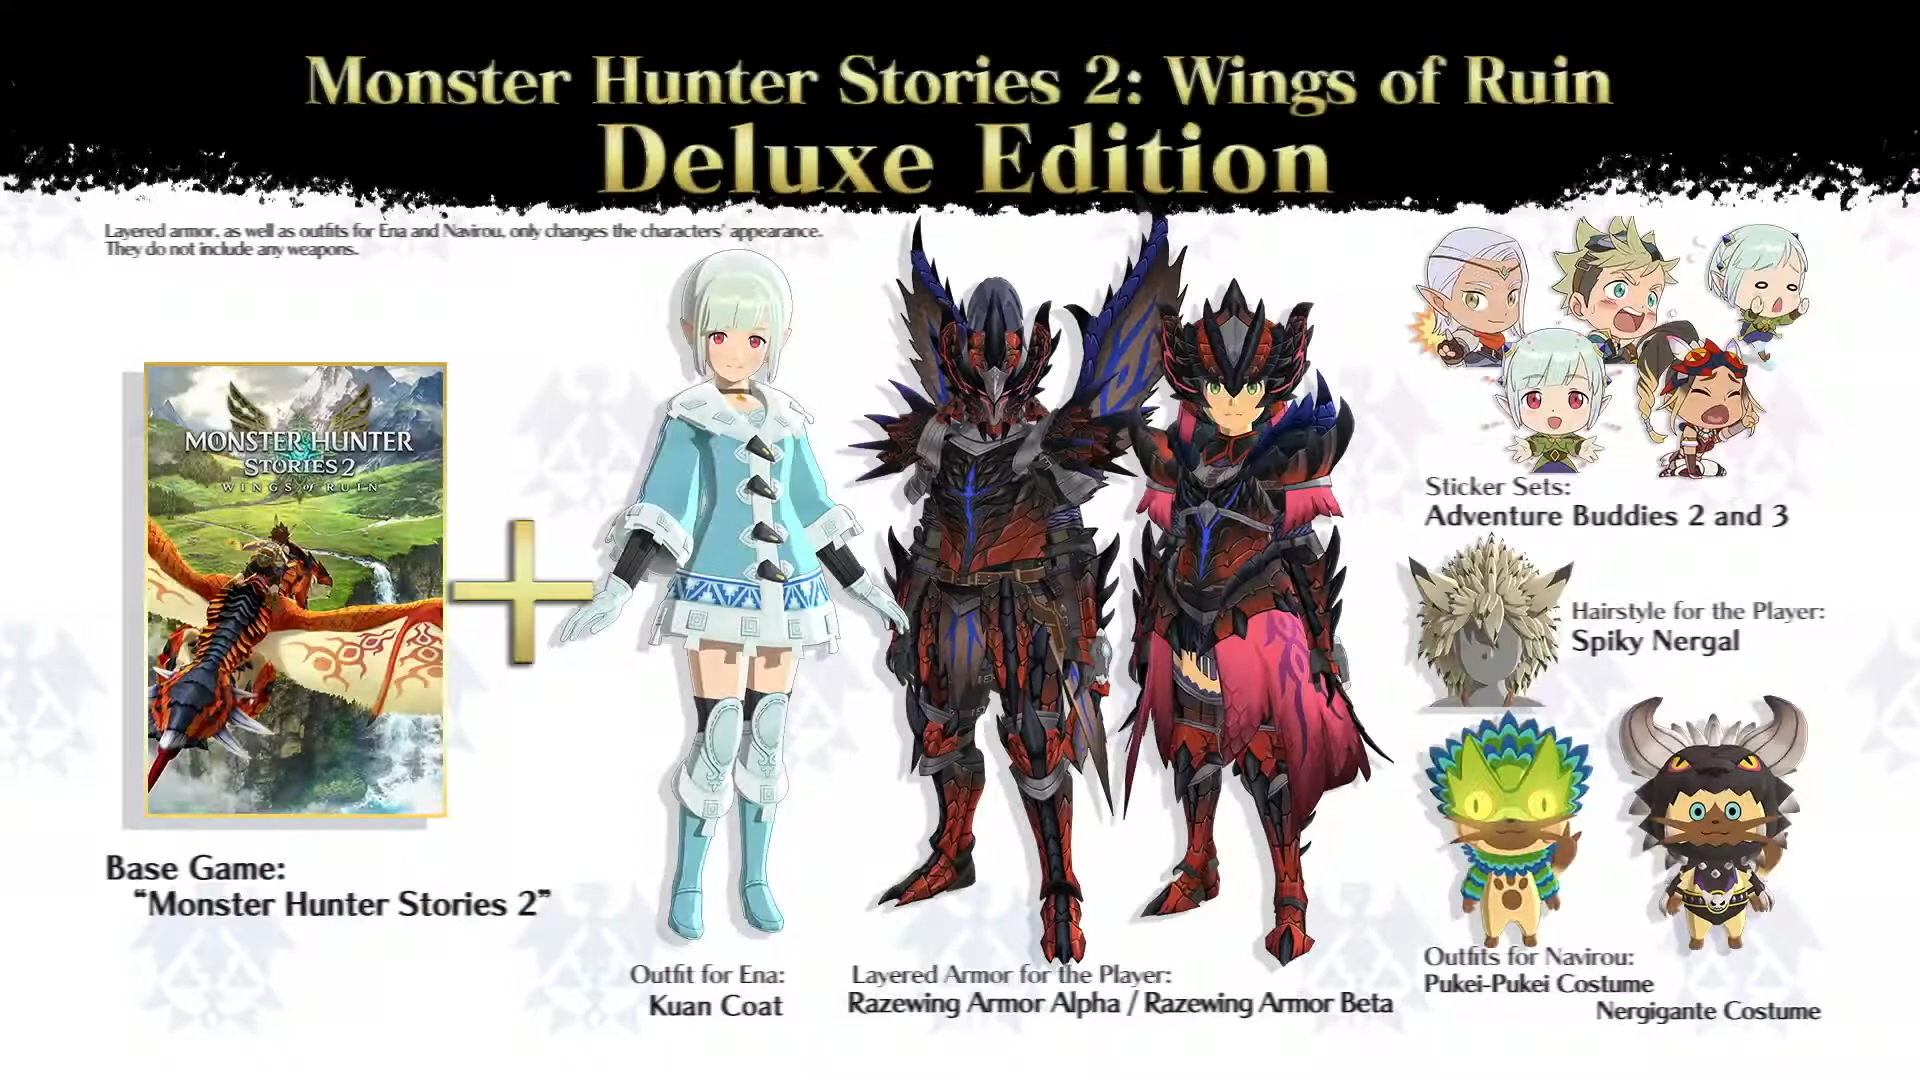 Monster Hunter Stories 2: Wings of Ruin
Deluxe Edition
Layered armor, as well as outfits for Ena and Navirou, only changes the characters' appearance.
They do not include any weapons.
MONSTER HUNTER
STORIES 2
WINGS of RUIN
Base Game:
“Monster Hunter Stories 2”
Outfit for Ena:
Kuan Coat
Layered Armor for the Player:
Razewing Armor Alpha / Razewing Armor Beta
Sticker Sets:
Adventure Buddies 2 and 3
Hairstyle for the Player:
Spiky Nergal
Outfits for Navirou:
Pukei-Pukei Costume
Nergigante Costume